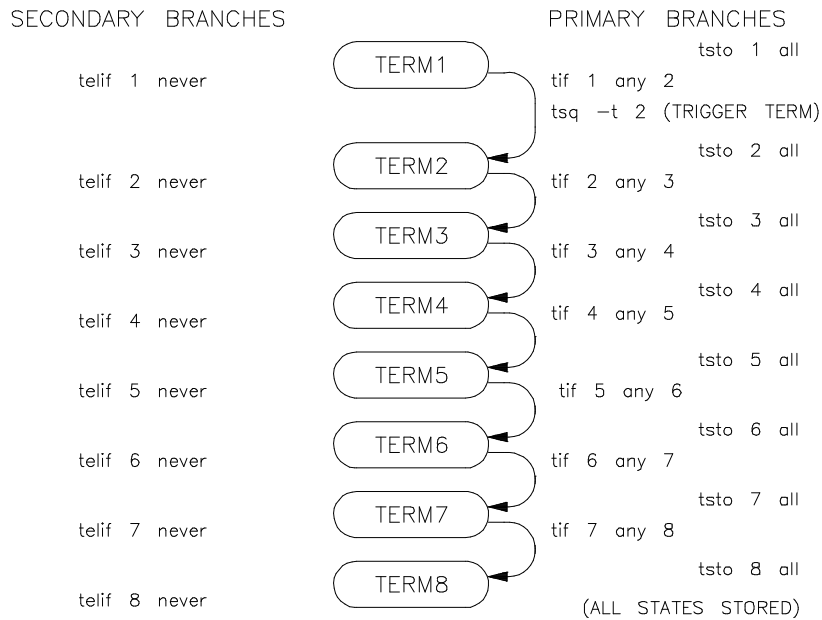 SECONDARY BRANCHES
PRIMARY BRANCHES
tsto 1 all
TERM1
telif 1 never
tif 1 any 2
tsq -t 2 (TRIGGER TERM)
tsto 2 all
TERM2
telif 2 never
tif 2 any 3
tsto 3 all
TERM3
telif 3 never
tif 3 any 4
tsto 4 all
TERM4
telif 4 never
tif 4 any 5
tsto 5 all
TERM5
telif 5 never
tif 5 any 6
tsto 6 all
TERM6
telif 6 never
tif 6 any 7
tsto 7 all
TERM7
telif 7 never
tif 7 any 8
tsto 8 all
TERM8
telif 8 never
(ALL STATES STORED)